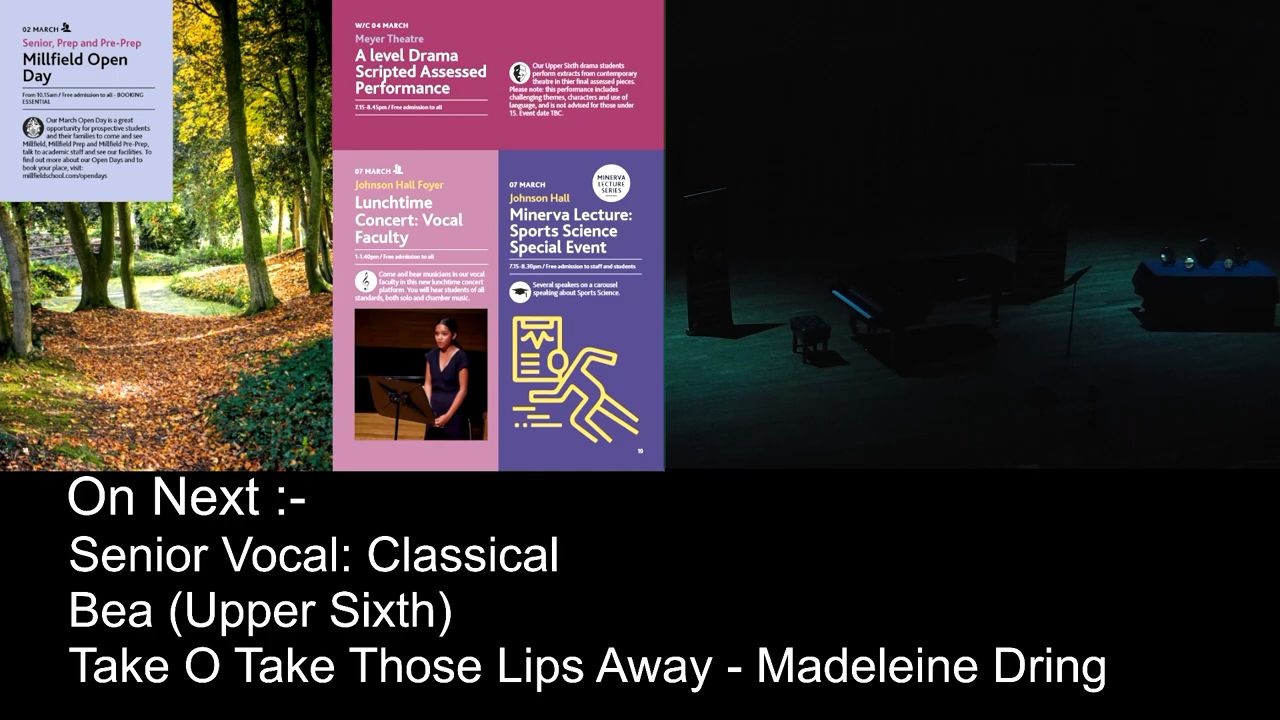 02 MARCH
Senior, Prep and Pre-Prep
Millfield Open
Day
From 10.15am / Free admission to all - BOOKING
ESSENTIAL
Our March Open Day is a great
opportunity for prospective students
and their families to come and see
Millfield, Millfield Prep and Millfield Pre-Prep,
talk to academic staff and see our facilities. To
find out more about our Open Days and to
book your place, visit:
millfieldschool.com/opendays
W/C 04 MARCH
Meyer Theatre
A level Drama
Scripted Assessed
Performance
7.15-8.45pm / Free admission to all
Our Upper Sixth drama students
perform extracts from contemporary
theatre in thier final assessed pieces.
Please note: this performance includes
challenging themes, characters and use of
language, and is not advised for those under
15. Event date TBC.
07 MARCH
Johnson Hall Foyer
Lunchtime
Concert: Vocal
Faculty
1-1.40pm / Free admission to all
Come and hear musicians in our vocal
faculty in this new lunchtime concert
platform. You will hear students of all
standards, both solo and chamber music.
MINERVA
LECTURE
SERIES
07 MARCH
Johnson Hall
Minerva Lecture:
Sports Science
Special Event
7.15-8.30pm / Free admission to staff and students
Several speakers on a carousel
speaking about Sports Science.
19
On Next :-
Senior Vocal: Classical
Bea (Upper Sixth)
Take O Take Those Lips Away - Madeleine Dring